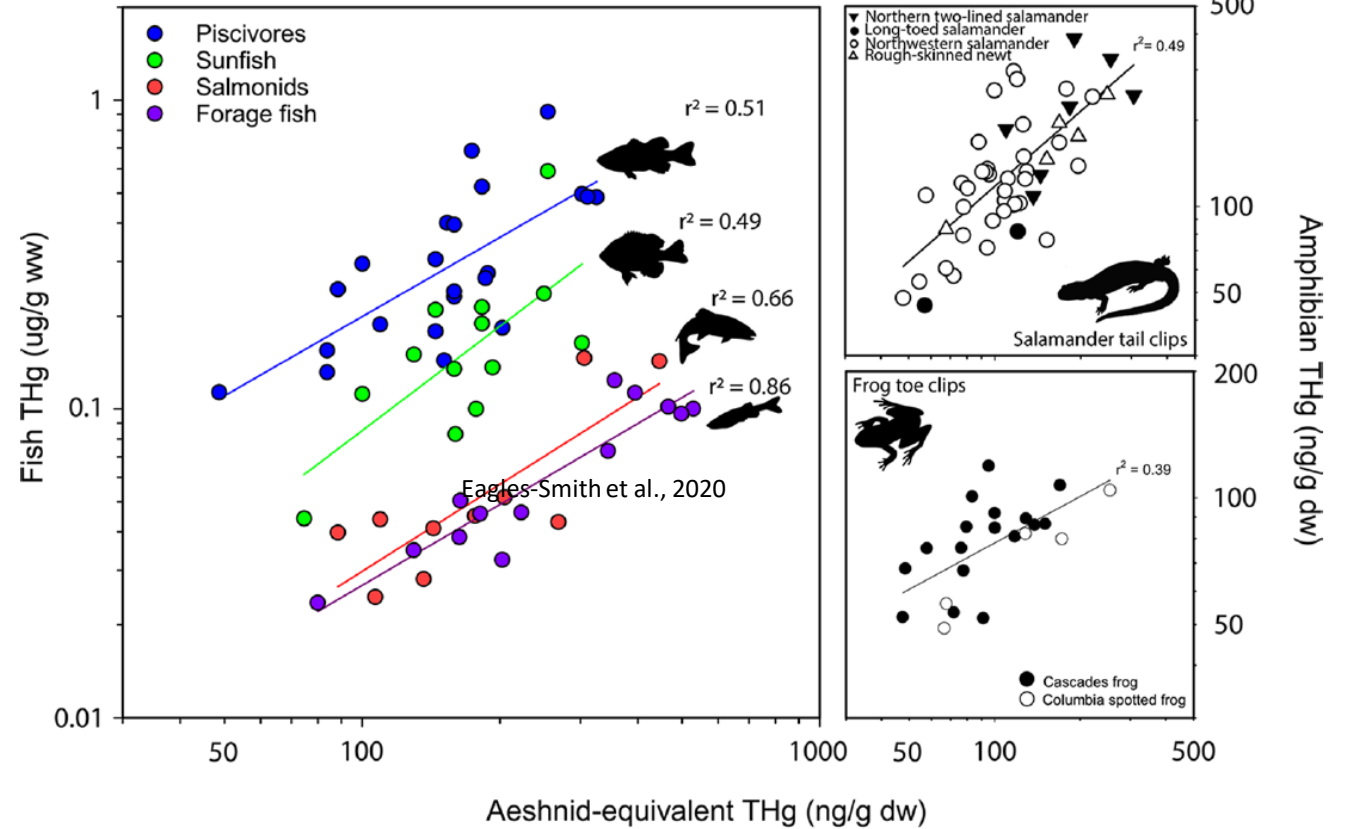 Piscivores
Sunfish
Salmonids
Forage fish
r² = 0.51
r² = 0.49
r² = 0.66
r² = 0.86
Eagles-Smith et al., 2020
Fish THg (ug/g ww)
1
0.1
0.01
50
100
1000
Northern two-lined salamander
Long-toed salamander
Northwestern salamander
Rough-skinned newt
r²= 0.49
Salamander tail clips
500
100
50
Frog toe clips
r² = 0.39
Cascades frog
Columbia spotted frog
200
100
50
50
100
500
Amphibian THg (ng/g dw)
Aeshnid-equivalent THg (ng/g dw)